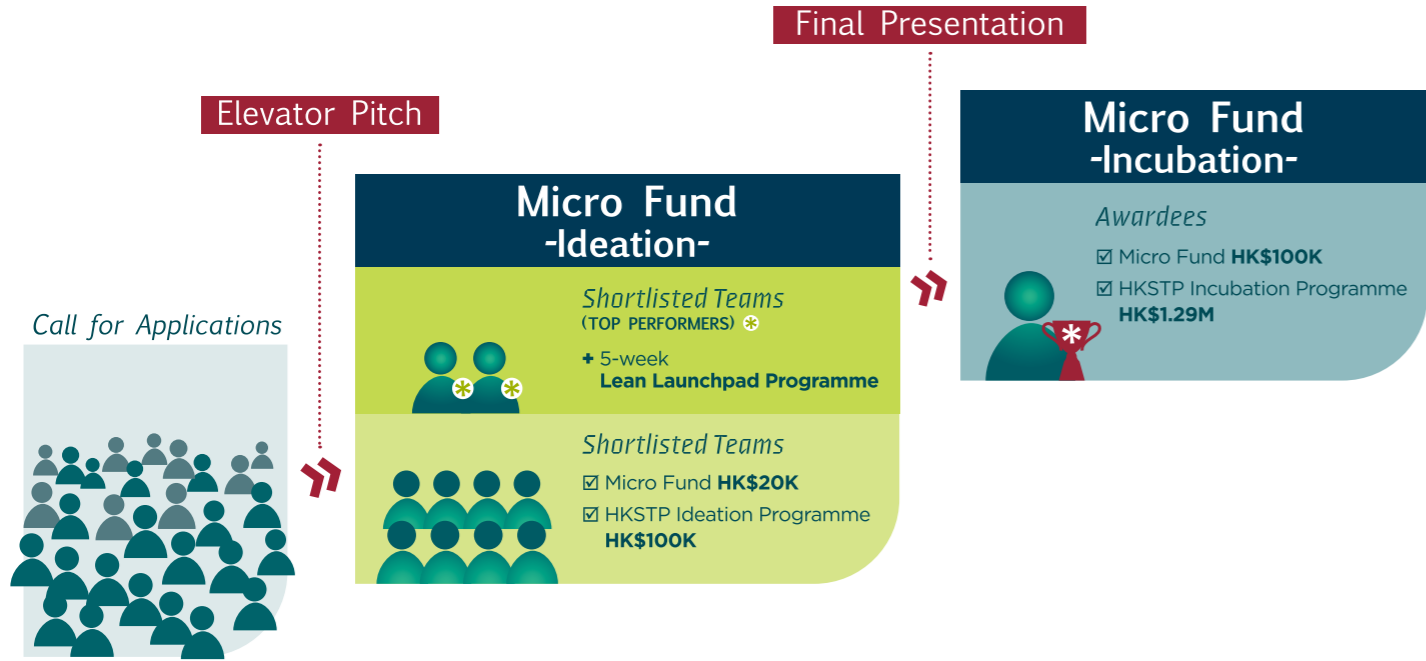 Call for Applications
Elevator Pitch
Micro Fund
-Ideation-
Shortlisted Teams
(TOP PERFORMERS) *
+ 5-week
Lean Launchpad Programme
Shortlisted Teams
☑ Micro Fund HK$20K
☑ HKSTP Ideation Programme
HK$100K
Final Presentation
Micro Fund
-Incubation-
Awardees
☑ Micro Fund HK$100K
☑ HKSTP Incubation Programme
HK$1.29M